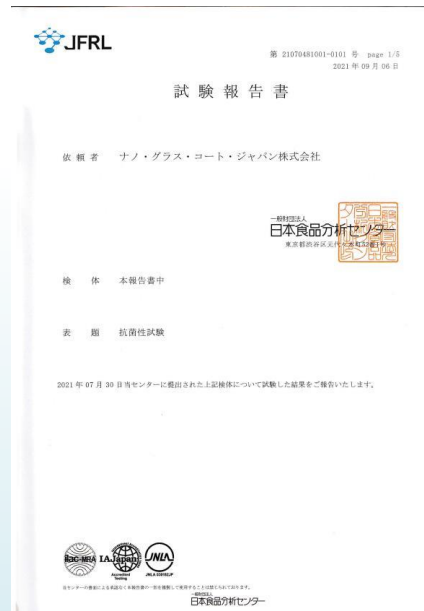 JFRL
第 21070481001-0101 号 page 1/5
2021 年 09 月 06 日
試 験 報 告 書
依 頼 者 ナノ・グラス・コート・ジャパン株式会社
一般財団法人
日本食品分析センター
検 体 本報告書中
表 題 抗菌性試験
2021 年 07 月 30 日当センターに提出された上記検体について試験した結果をご報告いたします。
ilac-MRA
IAJapan
Accredited
Testing
JNLA
一般財団法人
日本食品分析センター